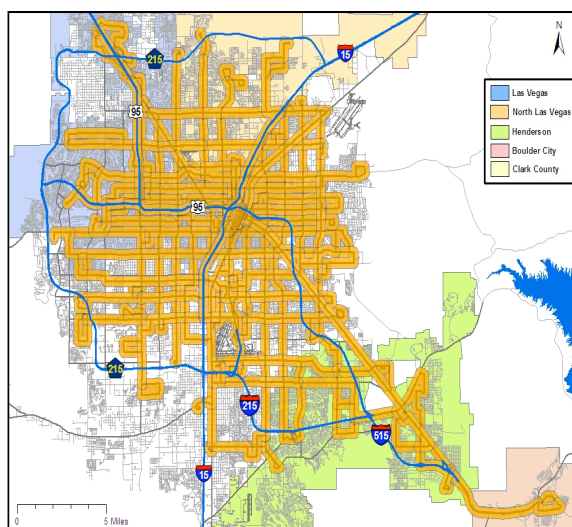 N
215
15
Las Vegas
North Las Vegas
Henderson
Boulder City
Clark County
95
95
215
215
515
15
0
5 Miles